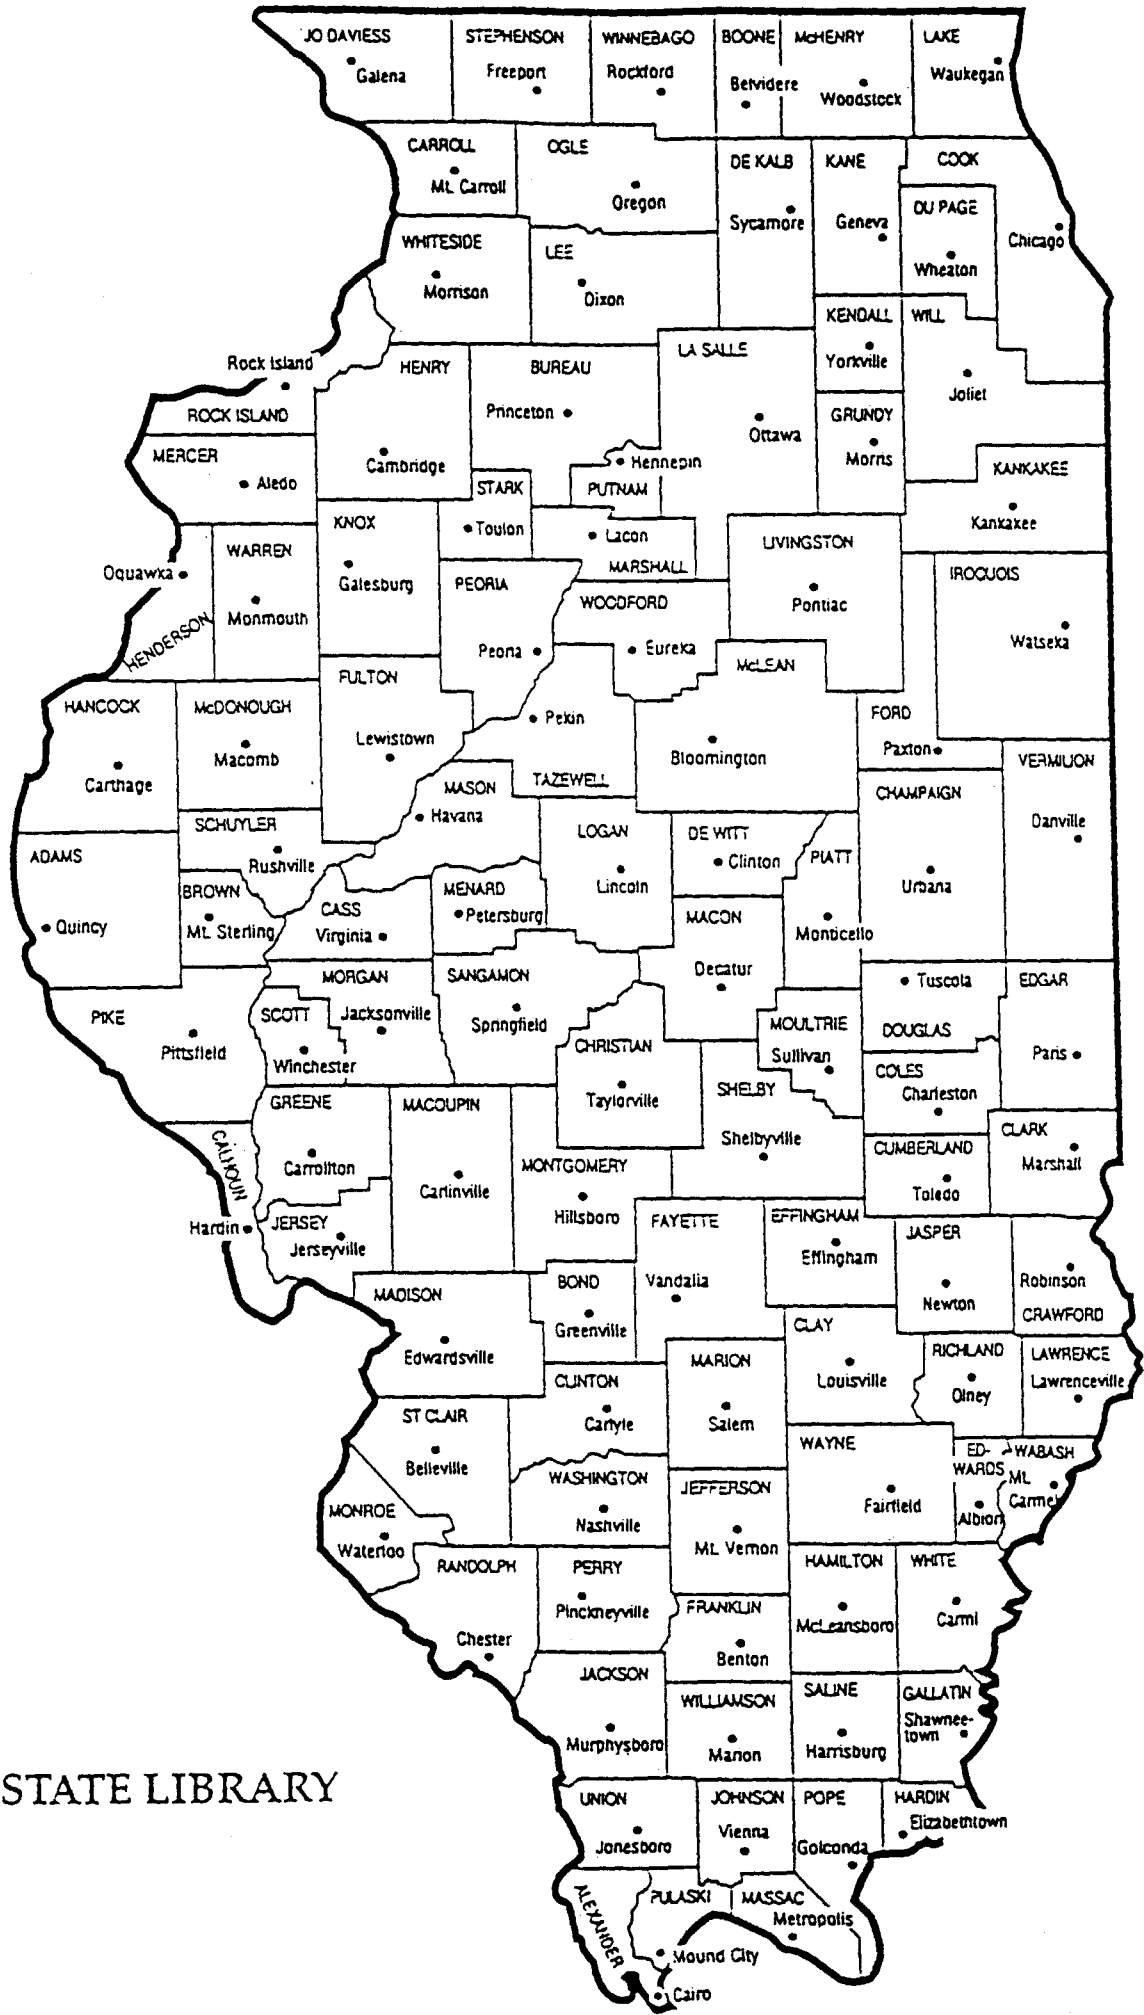 JO DAVIESS
Galena
STEPHENSON
Freeport
WINNEBAGO
Rockford
BOONE
Belvidere
McHENRY
Woodstock
LAKE
Waukegan
CARROLL
Mt. Carroll
OGLE
Oregon
DE KALB
Sycamore
KANE
Geneva
COOK
Chicago
DU PAGE
Wheaton
WHITESIDE
Morrison
LEE
Dixon
KENDALL
Yorkville
WILL
Joliet
Rock Island
ROCK ISLAND
HENRY
Cambridge
BUREAU
Princeton
LA SALLE
Ottawa
GRUNDY
Morris
MERCER
Aledo
Hennepin
PUTNAM
KANKAKEE
Kankakee
STARK
Toulon
KNOX
Galesburg
Lacon
MARSHALL
LIVINGSTON
Pontiac
WARREN
Monmouth
Oquawka
HENDERSON
PEORIA
Peoria
WOODFORD
Eureka
IROQUOIS
Watseka
McLEAN
Bloomington
FULTON
Lewistown
HANCOCK
Carthage
McDONOUGH
Macomb
Pekin
TAZEWELL
FORD
Paxton
VERMILION
Danville
MASON
Havana
CHAMPAIGN
Urbana
SCHUYLER
Rushville
LOGAN
Lincoln
DE WITT
Clinton
PIATT
Monticello
ADAMS
Quincy
BROWN
Mt. Sterling
CASS
Virginia
MENARD
Petersburg
MACON
Decatur
MORGAN
Jacksonville
SANGAMON
Springfield
Tuscola
DOUGLAS
EDGAR
Paris
PIKE
Pittsfield
SCOTT
Winchester
CHRISTIAN
Taylorville
MOULTRIE
Sullivan
COLES
Charleston
SHELBY
Shelbyville
GREENE
Carrollton
MACOUPIN
Carlinville
CALHOUN
Hardin
MONTGOMERY
Hillsboro
CUMBERLAND
Toledo
CLARK
Marshall
JERSEY
Jerseyville
FAYETTE
Vandalia
EFFINGHAM
Effingham
JASPER
Newton
Robinson
CRAWFORD
MADISON
Edwardsville
BOND
Greenville
CLAY
Louisville
RICHLAND
Olney
LAWRENCE
Lawrenceville
MARION
Salem
CLINTON
Carlyle
ST CLAIR
Belleville
WAYNE
Fairfield
ED-
WARDS
Albion
WABASH
Mt.
Carmel
WASHINGTON
Nashville
JEFFERSON
Mt. Vernon
MONROE
Waterloo
RANDOLPH
Chester
PERRY
Pinckneyville
HAMILTON
McLeansboro
WHITE
Carmi
FRANKLIN
Benton
JACKSON
Murphysboro
WILLIAMSON
Marion
SALINE
Harrisburg
GALLATIN
Shawnee-
town
STATE LIBRARY
UNION
Jonesboro
JOHNSON
Vienna
POPE
Golconda
HARDIN
Elizabethtown
ALEXANDER
PULASKI
Mound City
MASSAC
Metropolis
Cairo